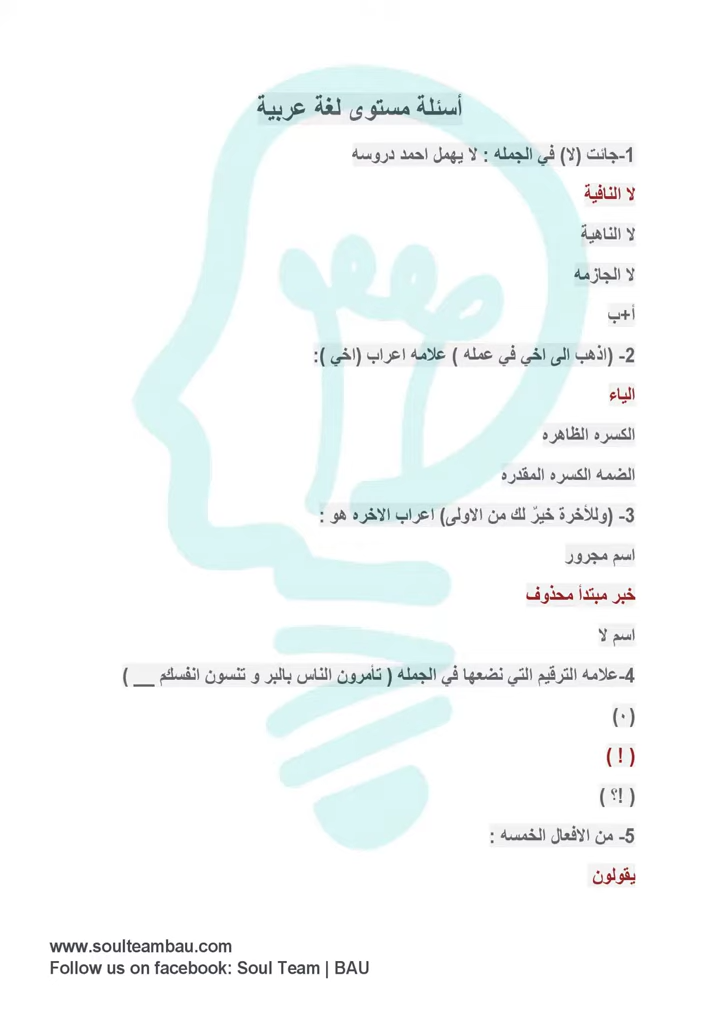 أسئلة مستوى لغة عربية
1-جائت (لا) في الجمله : لا يهمل احمد دروسه
لا النافية
لا الناهية
لا الجازمه
أ+ب
2- (اذهب الى اخي في عمله ) علامه اعراب (اخي ):
الياء
الكسره الظاهره
الضمه الكسره المقدره
3- (وللأخرة خيرٌ لك من الاولى) اعراب الاخره هو :
اسم مجرور
خبر مبتدأ محذوف
اسم لا
4-علامه الترقيم التي نضعها في الجمله ( تأمرون الناس بالبر و تنسون انفسكم __ )
(٠)
( ! )
( !؟ )
5- من الافعال الخمسه :
يقولون
www.soulteambau.com
Follow us on facebook: Soul Team | BAU